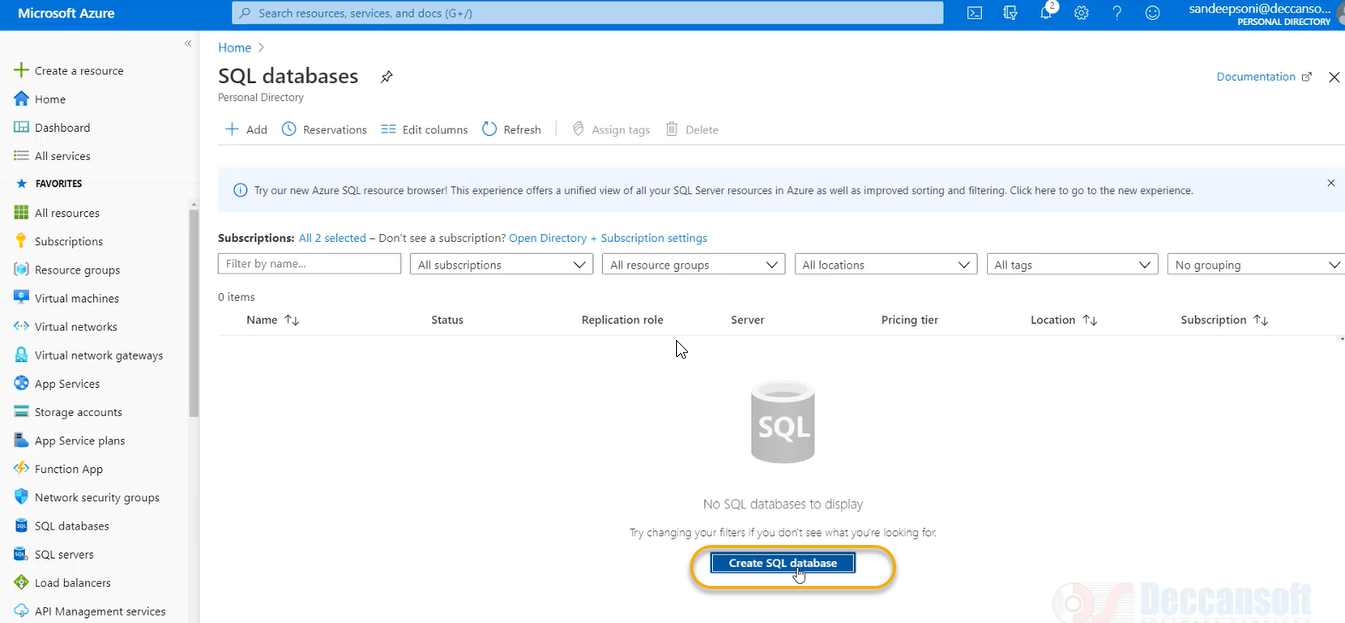 Microsoft Azure
Search resources, services, and docs (G+/)
2
sandeepsoni@deccanso...
PERSONAL DIRECTORY
Create a resource
Home
Dashboard
All services
FAVORITES
All resources
Subscriptions
Resource groups
Virtual machines
Virtual networks
Virtual network gateways
App Services
Storage accounts
App Service plans
Function App
Network security groups
SQL databases
SQL servers
Load balancers
API Management services
Home >
SQL databases
Documentation
Personal Directory
Add Reservations Edit columns Refresh Assign tags Delete
Try our new Azure SQL resource browser! This experience offers a unified view of all your SQL Server resources in Azure as well as improved sorting and filtering. Click here to go to the new experience.
Subscriptions: All 2 selected – Don't see a subscription? Open Directory + Subscription settings
Filter by name... All subscriptions All resource groups All locations All tags No grouping
0 items
Name Status Replication role Server Pricing tier Location Subscription
SQL
No SQL databases to display
Try changing your filters if you don't see what you're looking for.
Create SQL database
Deccansoft
SOFTWARE SERVICES